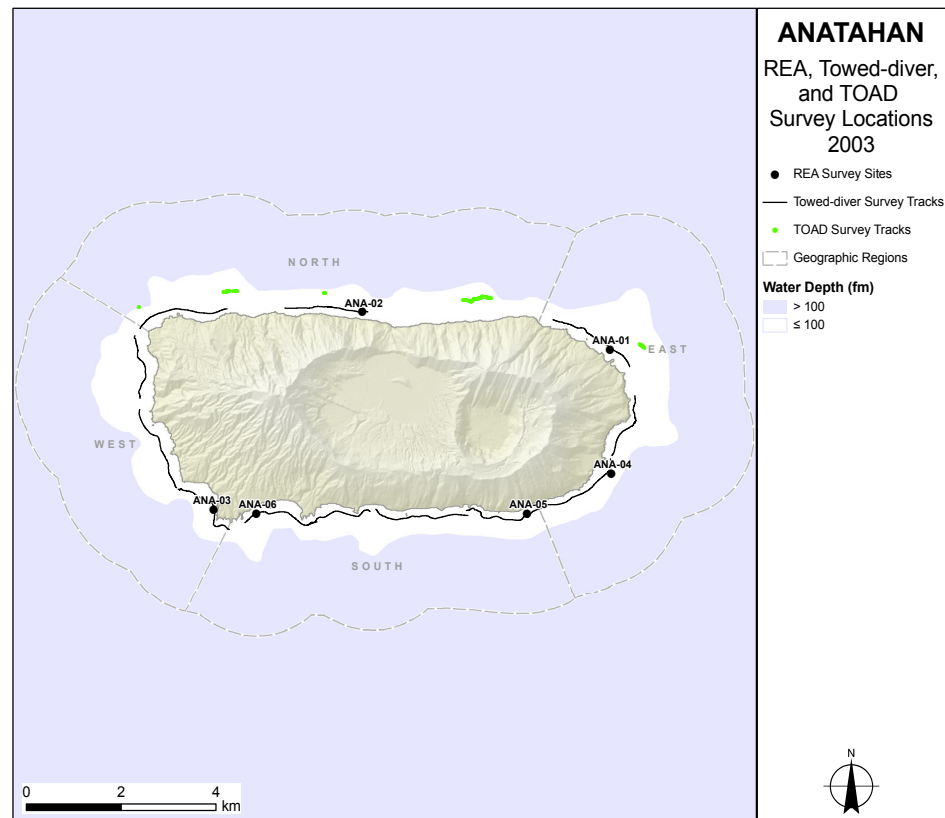 ANATAHAN
REA, Towed-diver,
and TOAD
Survey Locations
2003
REA Survey Sites
Towed-diver Survey Tracks
TOAD Survey Tracks
Geographic Regions
Water Depth (fm)
> 100
≤ 100
NORTH
ANA-02
ANA-01
EAST
WEST
ANA-04
ANA-03
ANA-06
ANA-05
SOUTH
N
0 2 4
km